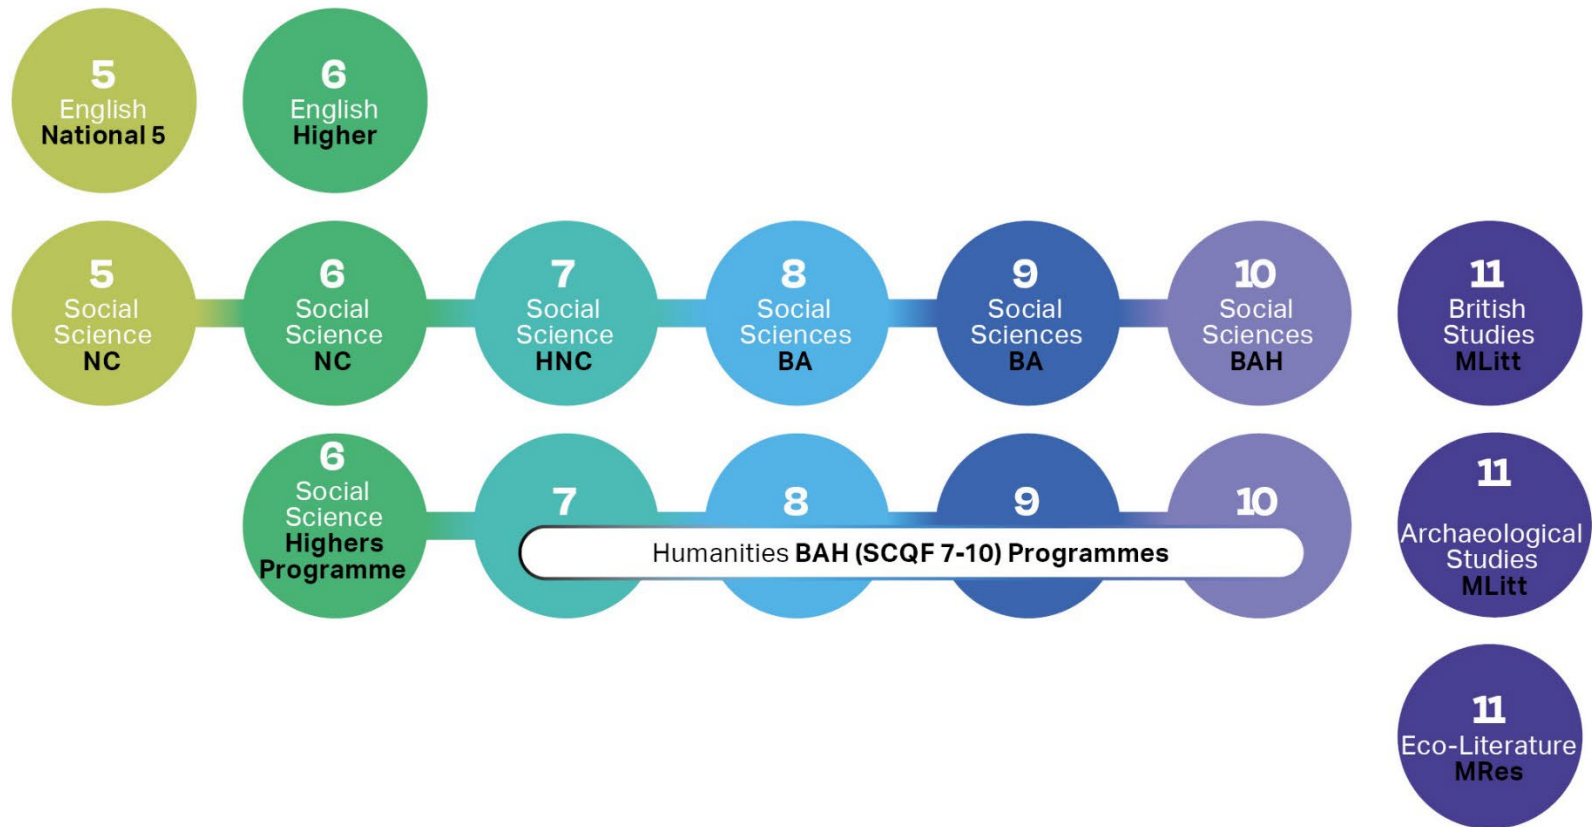 5
English
National 5
6
English
Higher
5
Social
Science
NC
6
Social
Science
NC
7
Social
Science
HNC
8
Social
Sciences
BA
9
Social
Sciences
BA
10
Social
Sciences
BAH
11
British
Studies
MLitt
6
Social
Science
Highers
Programme
7
8
9
10
Humanities BAH (SCQF 7-10) Programmes
11
Archaeological
Studies
MLitt
11
Eco-Literature
MRes